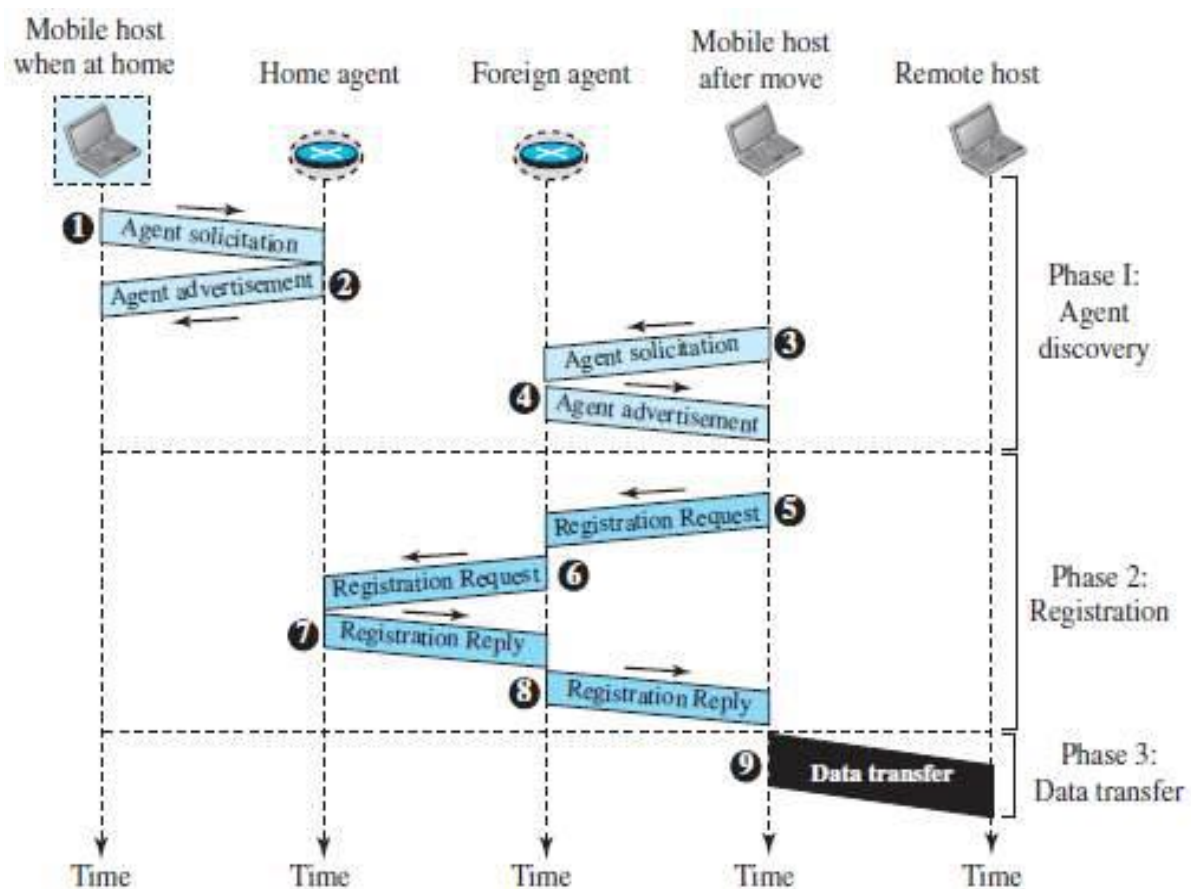 Mobile host
when at home
Home agent
Foreign agent
Mobile host
after move
Remote host
1
Agent solicitation
Agent advertisement
2
Agent solicitation
3
4
Agent advertisement
Phase I:
Agent
discovery
Registration Request
5
Registration Request
6
7
Registration Reply
8
Registration Reply
Phase 2:
Registration
9
Data transfer
Phase 3:
Data transfer
Time
Time
Time
Time
Time